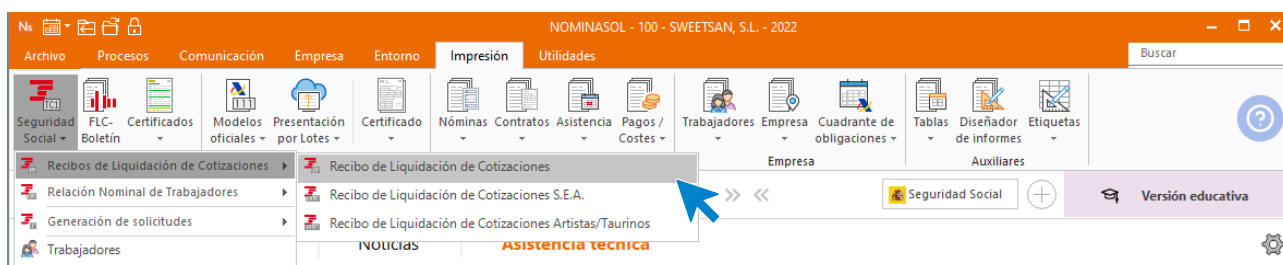 Ns NOMINASOL - 100 - SWEETSAN, S.L. - 2022
Archivo Procesos Comunicación Empresa Entorno Impresión Utilidades Buscar
TC1 111
Seguridad Social FLC- Boletín Certificados Modelos oficiales Presentación por Lotes Certificado Nóminas Contratos Asistencia Pagos / Costes Trabajadores Empresa Cuadrante de obligaciones Tablas Diseñador de informes Etiquetas ?
Empresa Auxiliares
Recibos de Liquidación de Cotizaciones Recibo de Liquidación de Cotizaciones
Relación Nominal de Trabajadores Recibo de Liquidación de Cotizaciones S.E.A. Seguridad Social Versión educativa
Generación de solicitudes Recibo de Liquidación de Cotizaciones Artistas/Taurinos
Trabajadores Noticias Asistencia técnica